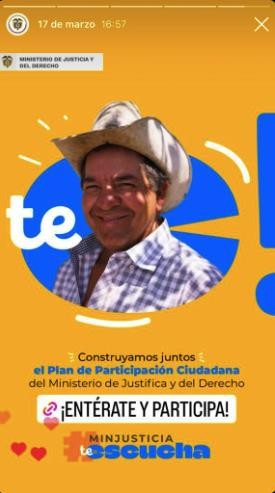 17 de marzo 16:57
MINISTERIO DE JUSTICIA Y
DEL DERECHO
te
Construyamos juntos
el Plan de Participación Ciudadana
del Ministerio de Justifica y del Derecho
¡ENTÉRATE Y PARTICIPA!
MINJUSTICIA
#te escucha